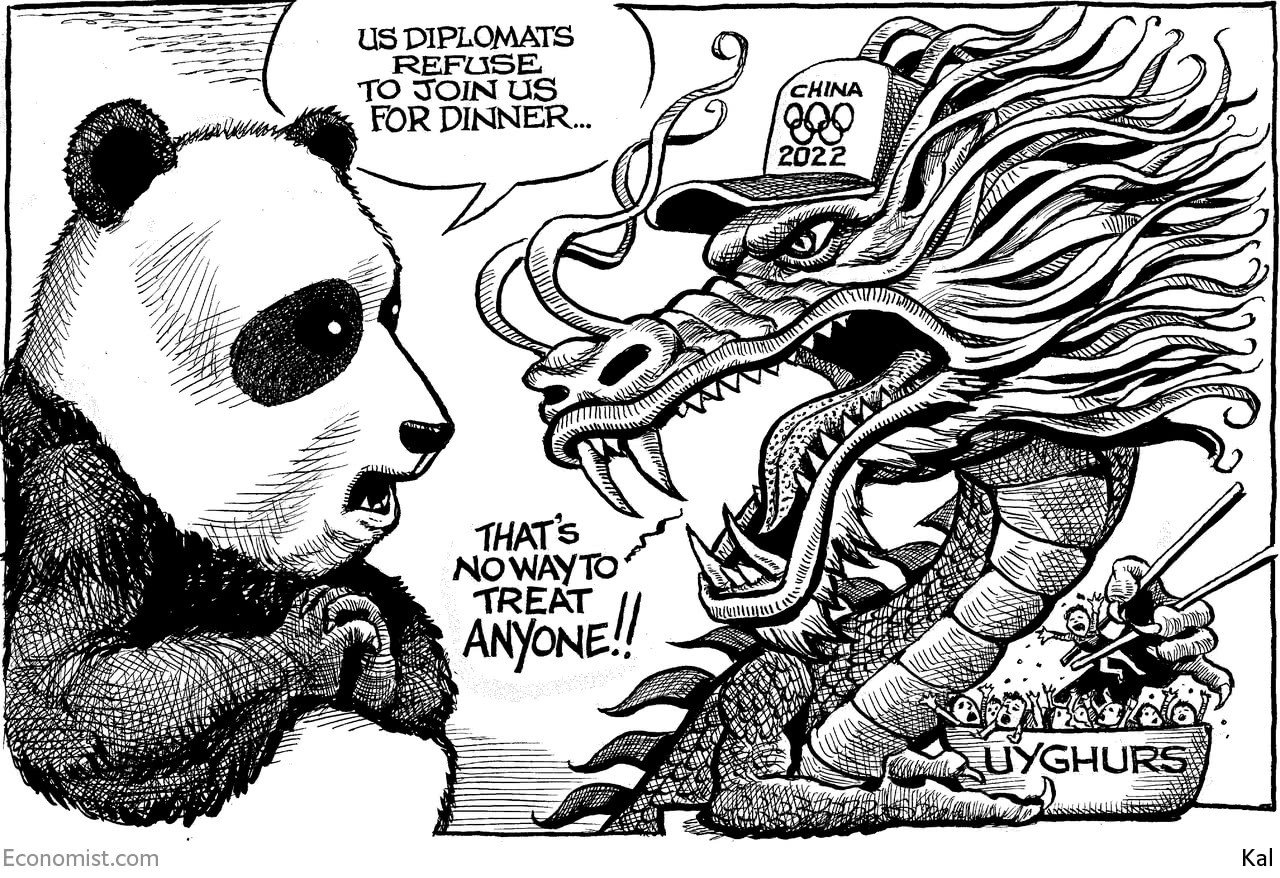 US DIPLOMATS
REFUSE
TO JOIN US
FOR DINNER...
CHINA
2022
THAT'S
NO WAY TO
TREAT
ANYONE!!
UYGHURS
Economist.com
Kal